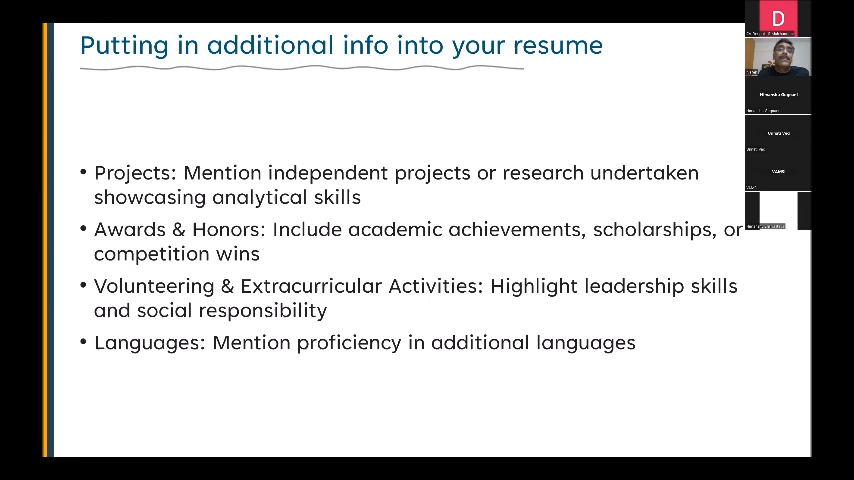 Putting in additional info into your resume
• Projects: Mention independent projects or research undertaken
showcasing analytical skills
• Awards & Honors: Include academic achievements, scholarships, or
competition wins
• Volunteering & Extracurricular Activities: Highlight leadership skills
and social responsibility
• Languages: Mention proficiency in additional languages
D